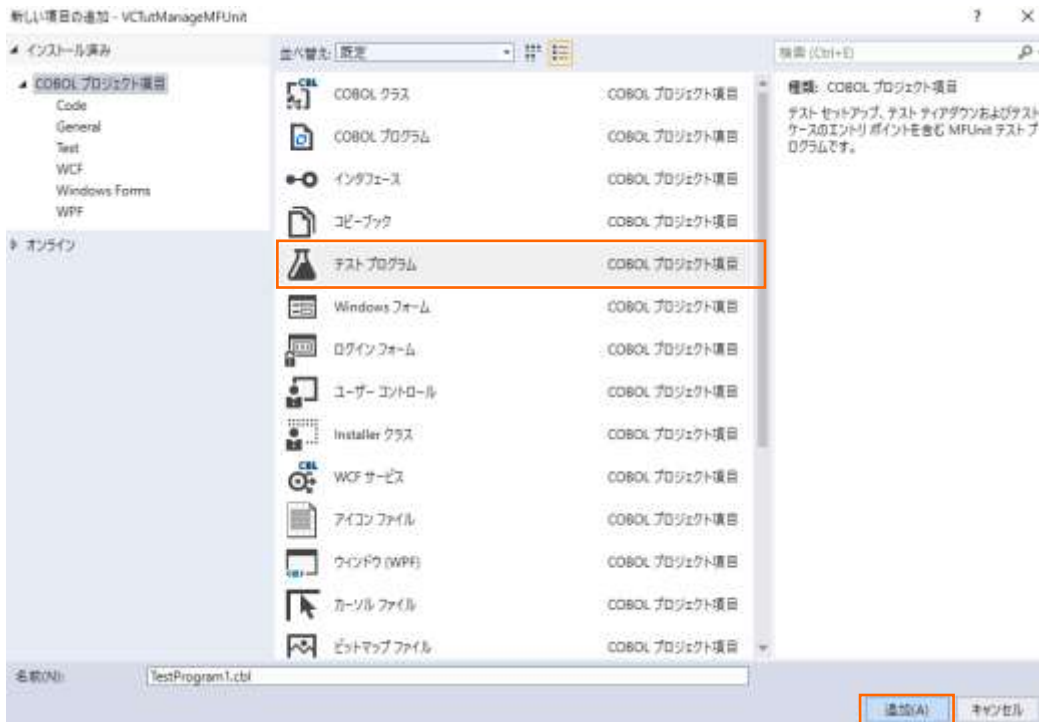 新しい項目の追加 - VCTutManageMFUnit
? ×
インストール済み
並べ替え: 既定
検索 (Ctrl+E)
COBOL プロジェクト項目
Code
General
Test
WCF
Windows Forms
WPF
オンライン
COBOL クラス COBOL プロジェクト項目
COBOL プログラム COBOL プロジェクト項目
インタフェース COBOL プロジェクト項目
コピーブック COBOL プロジェクト項目
テスト プログラム COBOL プロジェクト項目
Windows フォーム COBOL プロジェクト項目
ログイン フォーム COBOL プロジェクト項目
ユーザー コントロール COBOL プロジェクト項目
Installer クラス COBOL プロジェクト項目
WCF サービス COBOL プロジェクト項目
アイコン ファイル COBOL プロジェクト項目
ウィンドウ (WPF) COBOL プロジェクト項目
カーソル ファイル COBOL プロジェクト項目
ビットマップ ファイル COBOL プロジェクト項目
種類: COBOL プロジェクト項目
テスト セットアップ、テスト ティアダウンおよびテスト
ケースのエントリ ポイントを含む MFUnit テスト プ
ログラムです。
名前(N): TestProgram1.cbl
追加(A) キャンセル